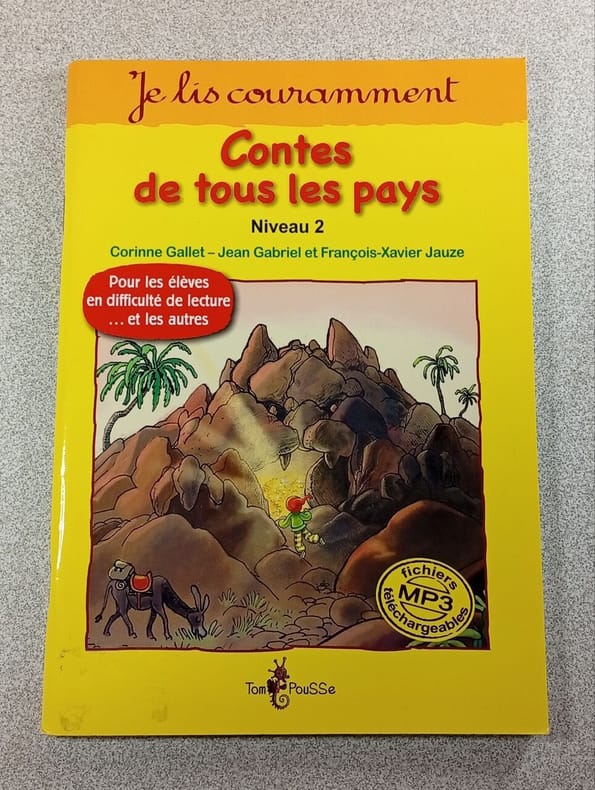 Je lis couramment
Contes
de tous les pays
Niveau 2
Corinne Gallet – Jean Gabriel et François-Xavier Jauze
Pour les élèves
en difficulté de lecture
... et les autres
fichiers
MP3
téléchargeables
Tom PouSSe